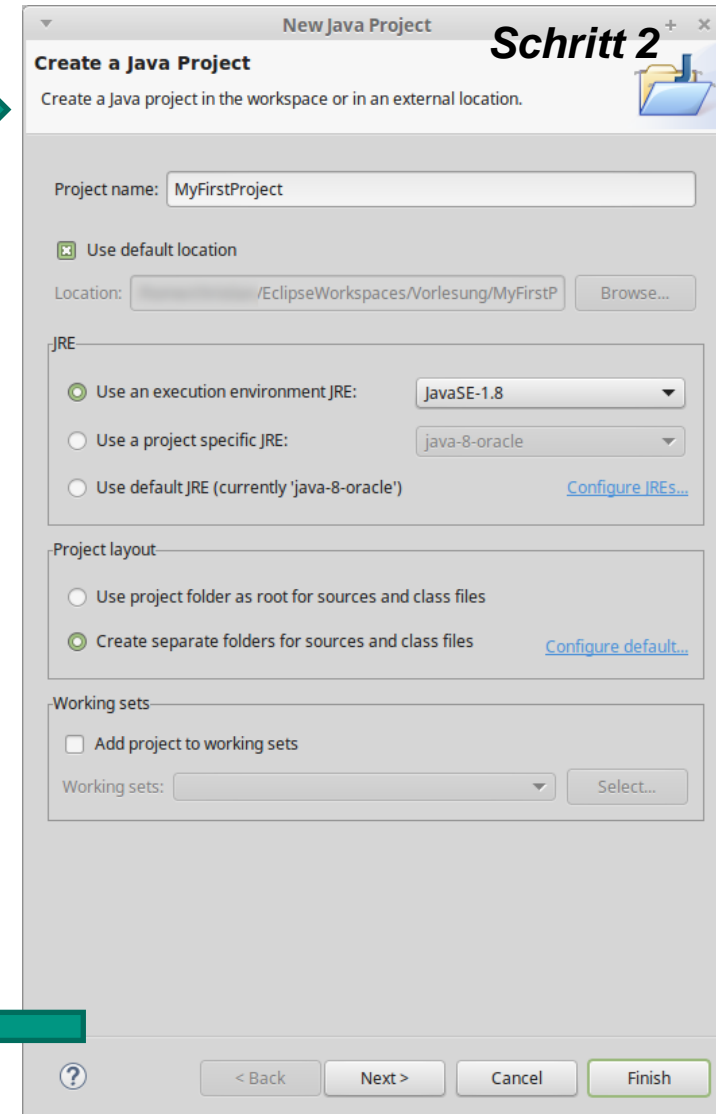 New Java Project
Schritt 2
Create a Java Project
Create a Java project in the workspace or in an external location.
Project name: MyFirstProject
Use default location
Location: /EclipseWorkspaces/Vorlesung/MyFirstP Browse...
JRE
Use an execution environment JRE: JavaSE-1.8
Use a project specific JRE: java-8-oracle
Use default JRE (currently 'java-8-oracle') Configure JREs...
Project layout
Use project folder as root for sources and class files
Create separate folders for sources and class files Configure default...
Working sets
Add project to working sets
Working sets: Select...
? < Back Next > Cancel Finish